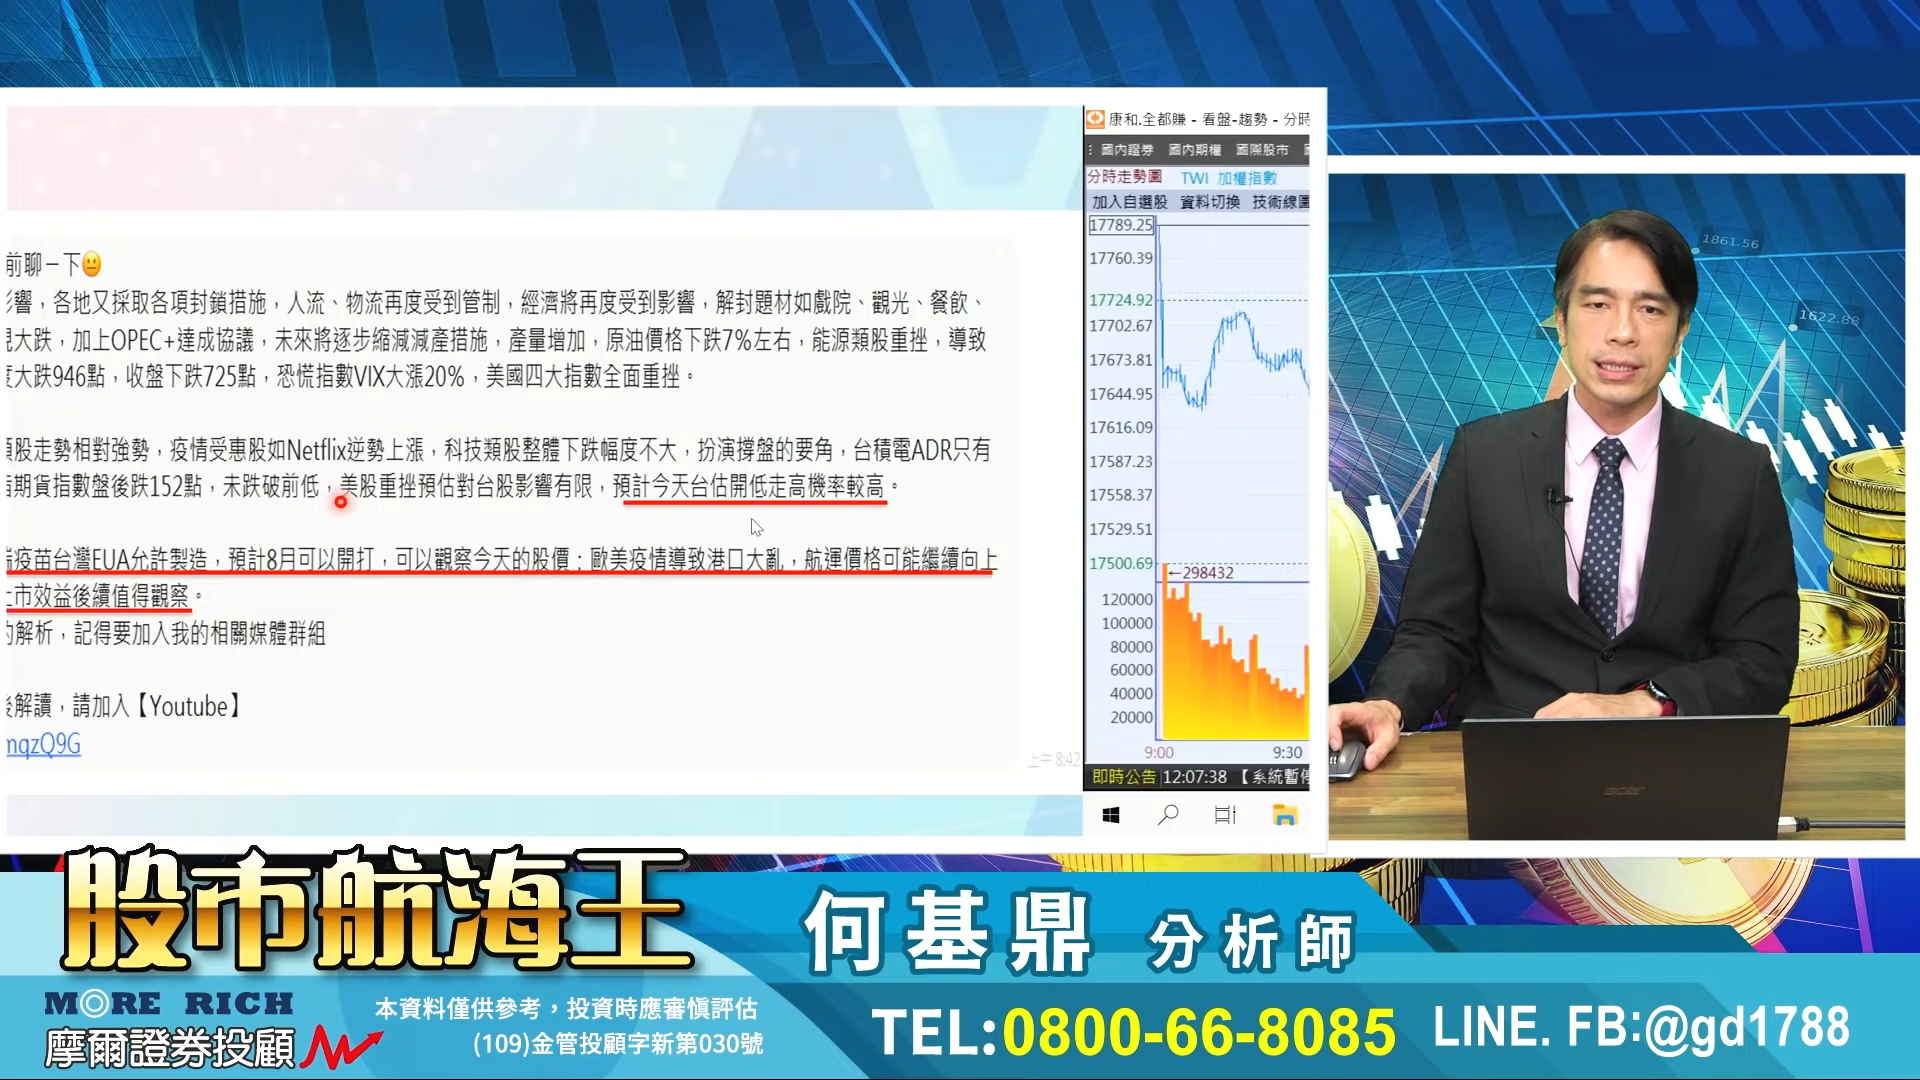 前聊一下😐
影響，各地又採取各項封鎖措施，人流、物流再度受到管制，經濟將再度受到影響，解封題材如戲院、觀光、餐飲、
大跌，加上OPEC+達成協議，未來將逐步縮減減產措施，產量增加，原油價格下跌7%左右，能源類股重挫，導致
度大跌946點，收盤下跌725點，恐慌指數VIX大漲20%，美國四大指數全面重挫。
類股走勢相對強勢，疫情受惠股如Netflix逆勢上漲，科技類股整體下跌幅度不大，扮演撐盤的要角，台積電ADR只有
指期貨指數盤後跌152點，未跌破前低，美股重挫預估對台股影響有限，預計今天台估開低走高機率較高。
疫苗台灣EUA允許製造，預計8月可以開打，可以觀察今天的股價；歐美疫情導致港口大亂，航運價格可能繼續向上
上市效益後續值得觀察。
的解析，記得要加入我的相關媒體群組
後解讀，請加入【Youtube】
mqzQ9G
上午 8:42
康和.全都賺 - 看盤-趨勢 - 分時
國內證券 國內期權 國際股市
分時走勢圖 TWI 加權指數
加入自選股 資料切換 技術線圖
17789.25
17760.39
17724.92
17702.67
17673.81
17644.95
17616.09
17587.23
17558.37
17529.51
17500.69
←298432
120000
100000
80000
60000
40000
20000
9:00 9:30
即時公告 12:07:38 【系統暫停
1861.56
1622.88
acer
股市航海王
何基鼎 分析師
MORE RICH
摩爾證券投顧
本資料僅供參考，投資時應審慎評估
(109)金管投顧字新第030號
TEL:0800-66-8085
LINE. FB:@gd1788